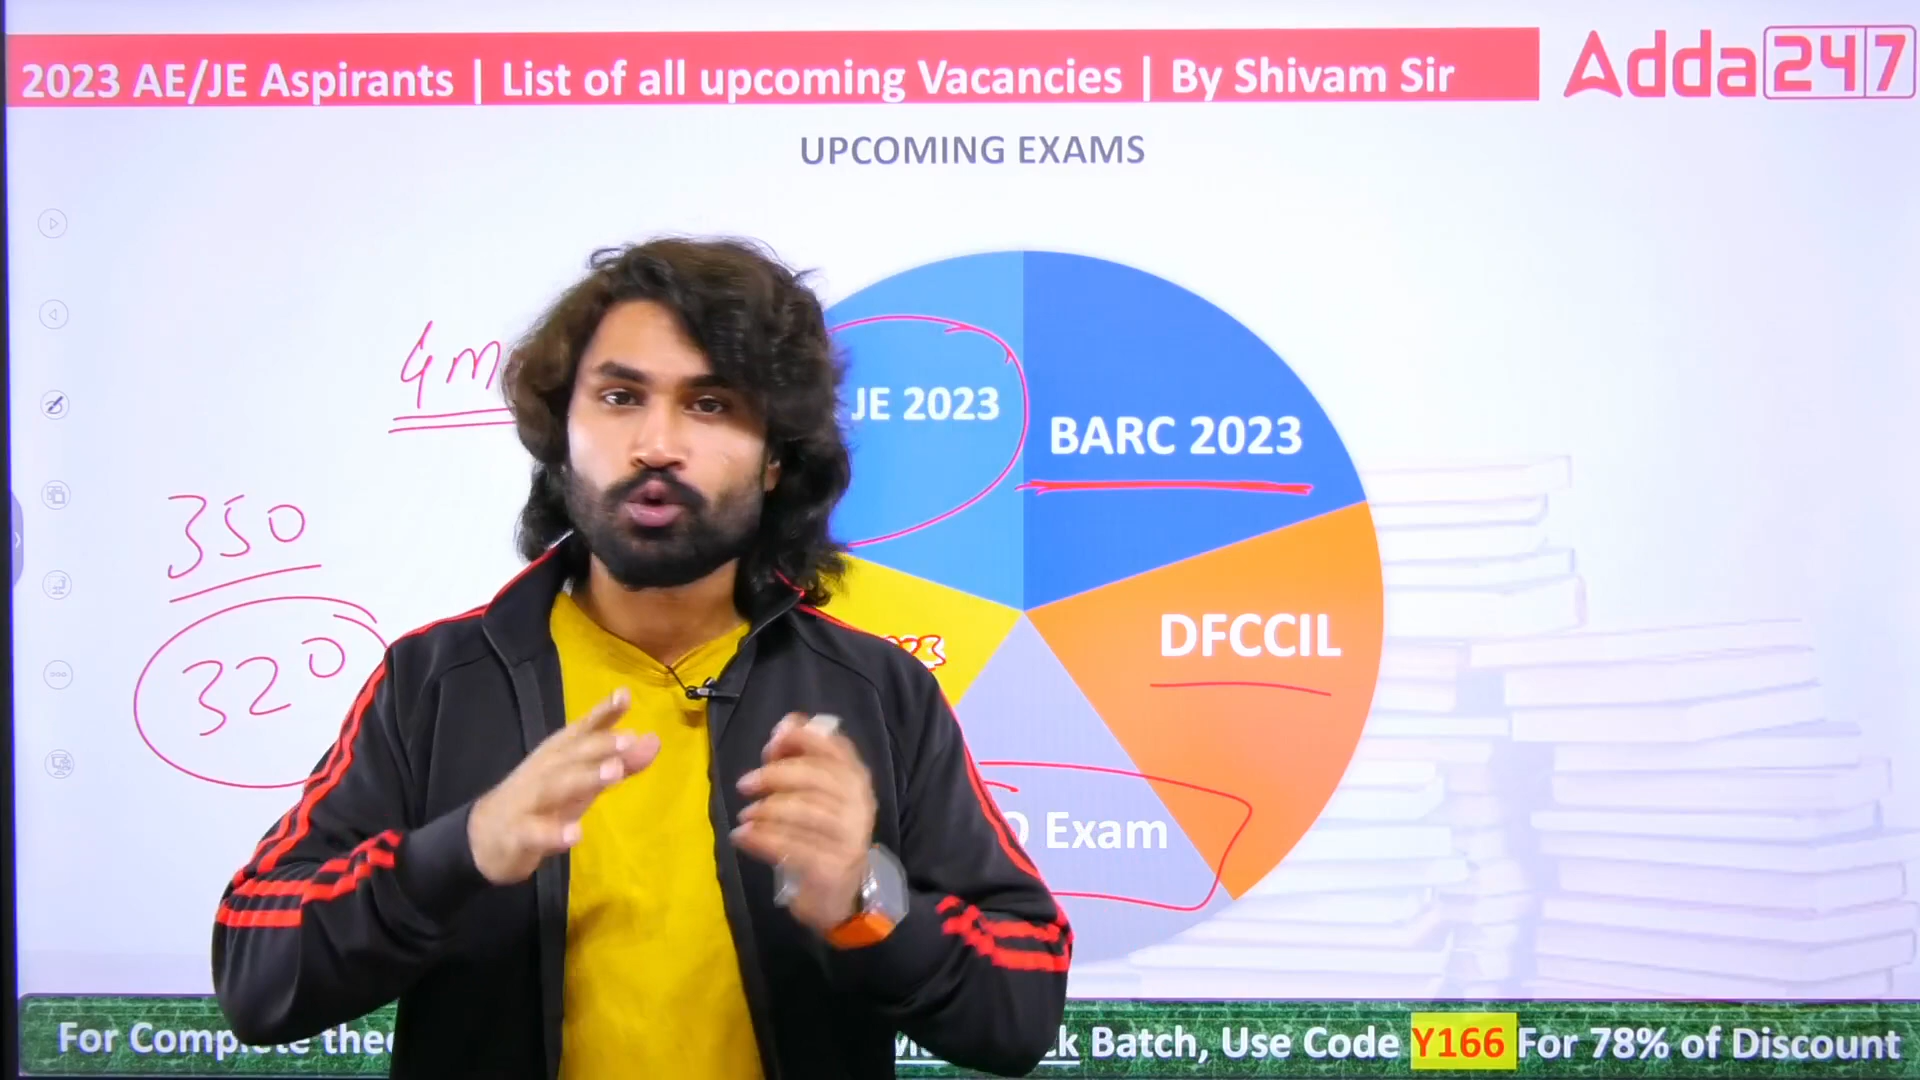 2023 AE/JE Aspirants | List of all upcoming Vacancies | By Shivam Sir
Adda247
UPCOMING EXAMS
4m
JE 2023
BARC 2023
350
DFCCIL
320
Exam
For Complete
Batch, Use Code Y166 For 78% of Discount